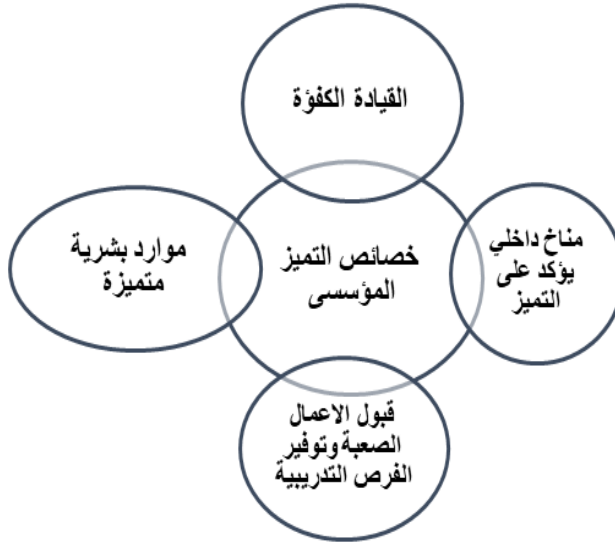 القيادة الكفؤة
مناخ داخلي
يؤكد على
التميز
خصائص التميز
المؤسسى
موارد بشرية
متميزة
قبول الاعمال
الصعبة وتوفير
الفرص التدريبية